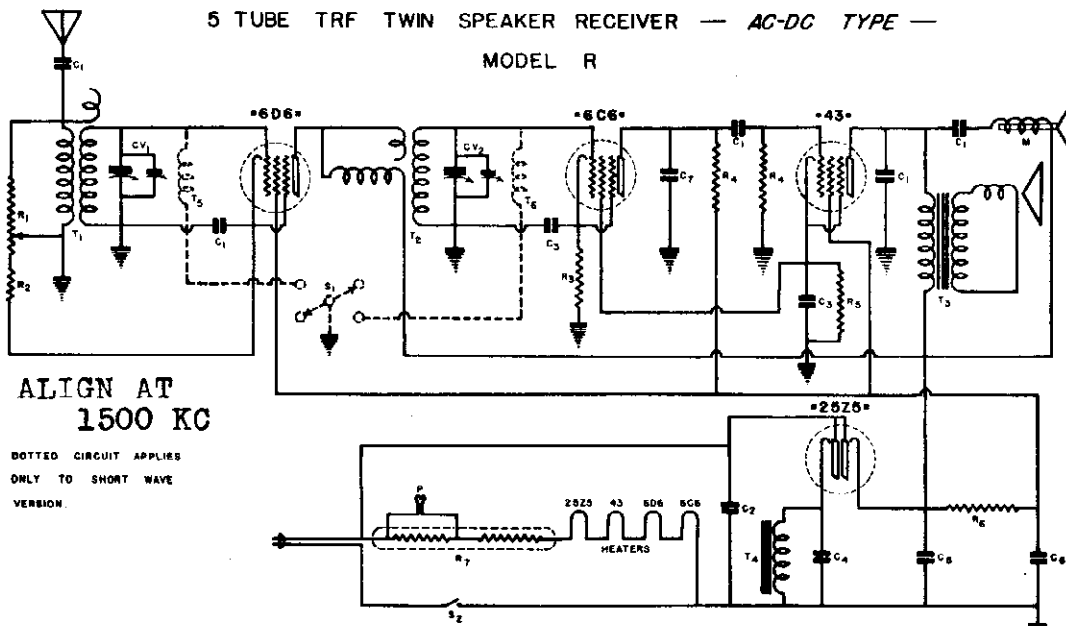 5 TUBE TRF TWIN SPEAKER RECEIVER — AC-DC TYPE —
MODEL R
C1
"6D6"
"6C6"
"43"
C1
M
CV1
CV2
T5
T6
C7
R4
R4
C1
R1
T1
C1
T2
C3
R2
R3
S1
C3
R5
T3
ALIGN AT
1500 KC
"25Z5"
DOTTED CIRCUIT APPLIES
ONLY TO SHORT WAVE
VERSION.
P
25Z5 43 6D6 6C6
HEATERS
R7
C2
T4
C4
R6
C5
C6
S2